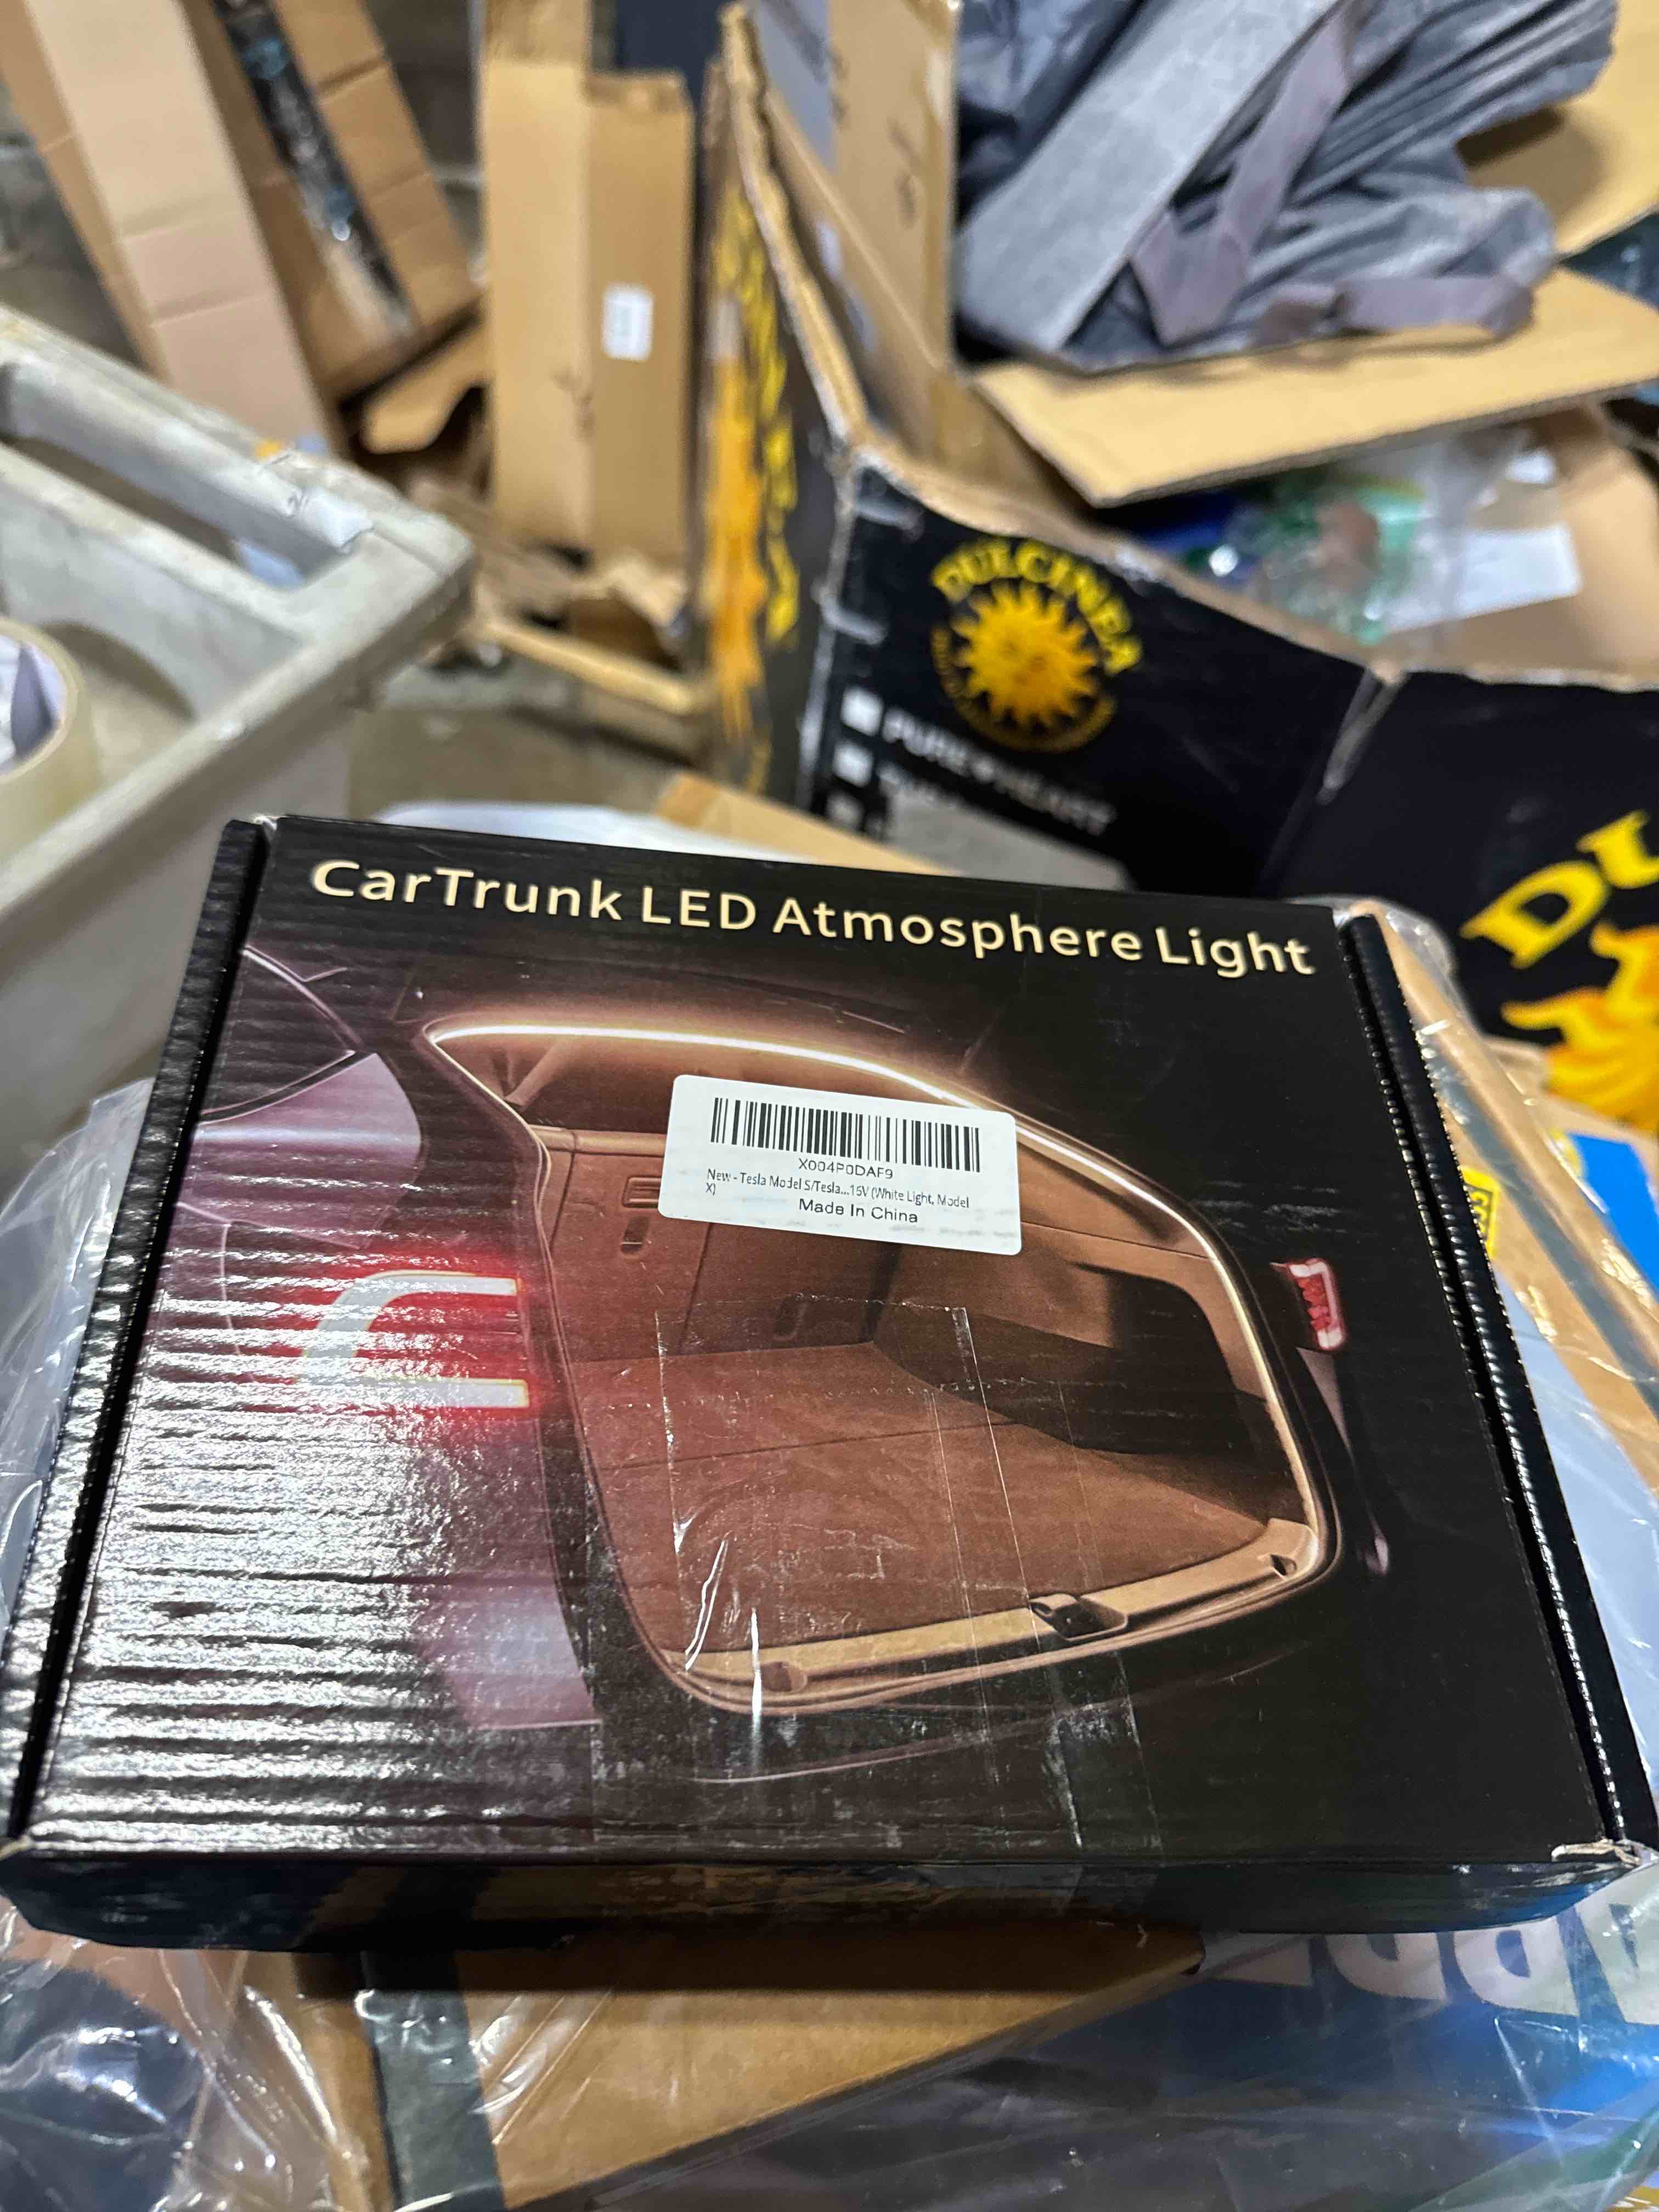 DULCINEA
PURE HEART
DU
CarTrunk LED Atmosphere Light
X004P0DAF9
New - Tesla Model S/Tesla...15V (White Light, Model
X)
Made In China